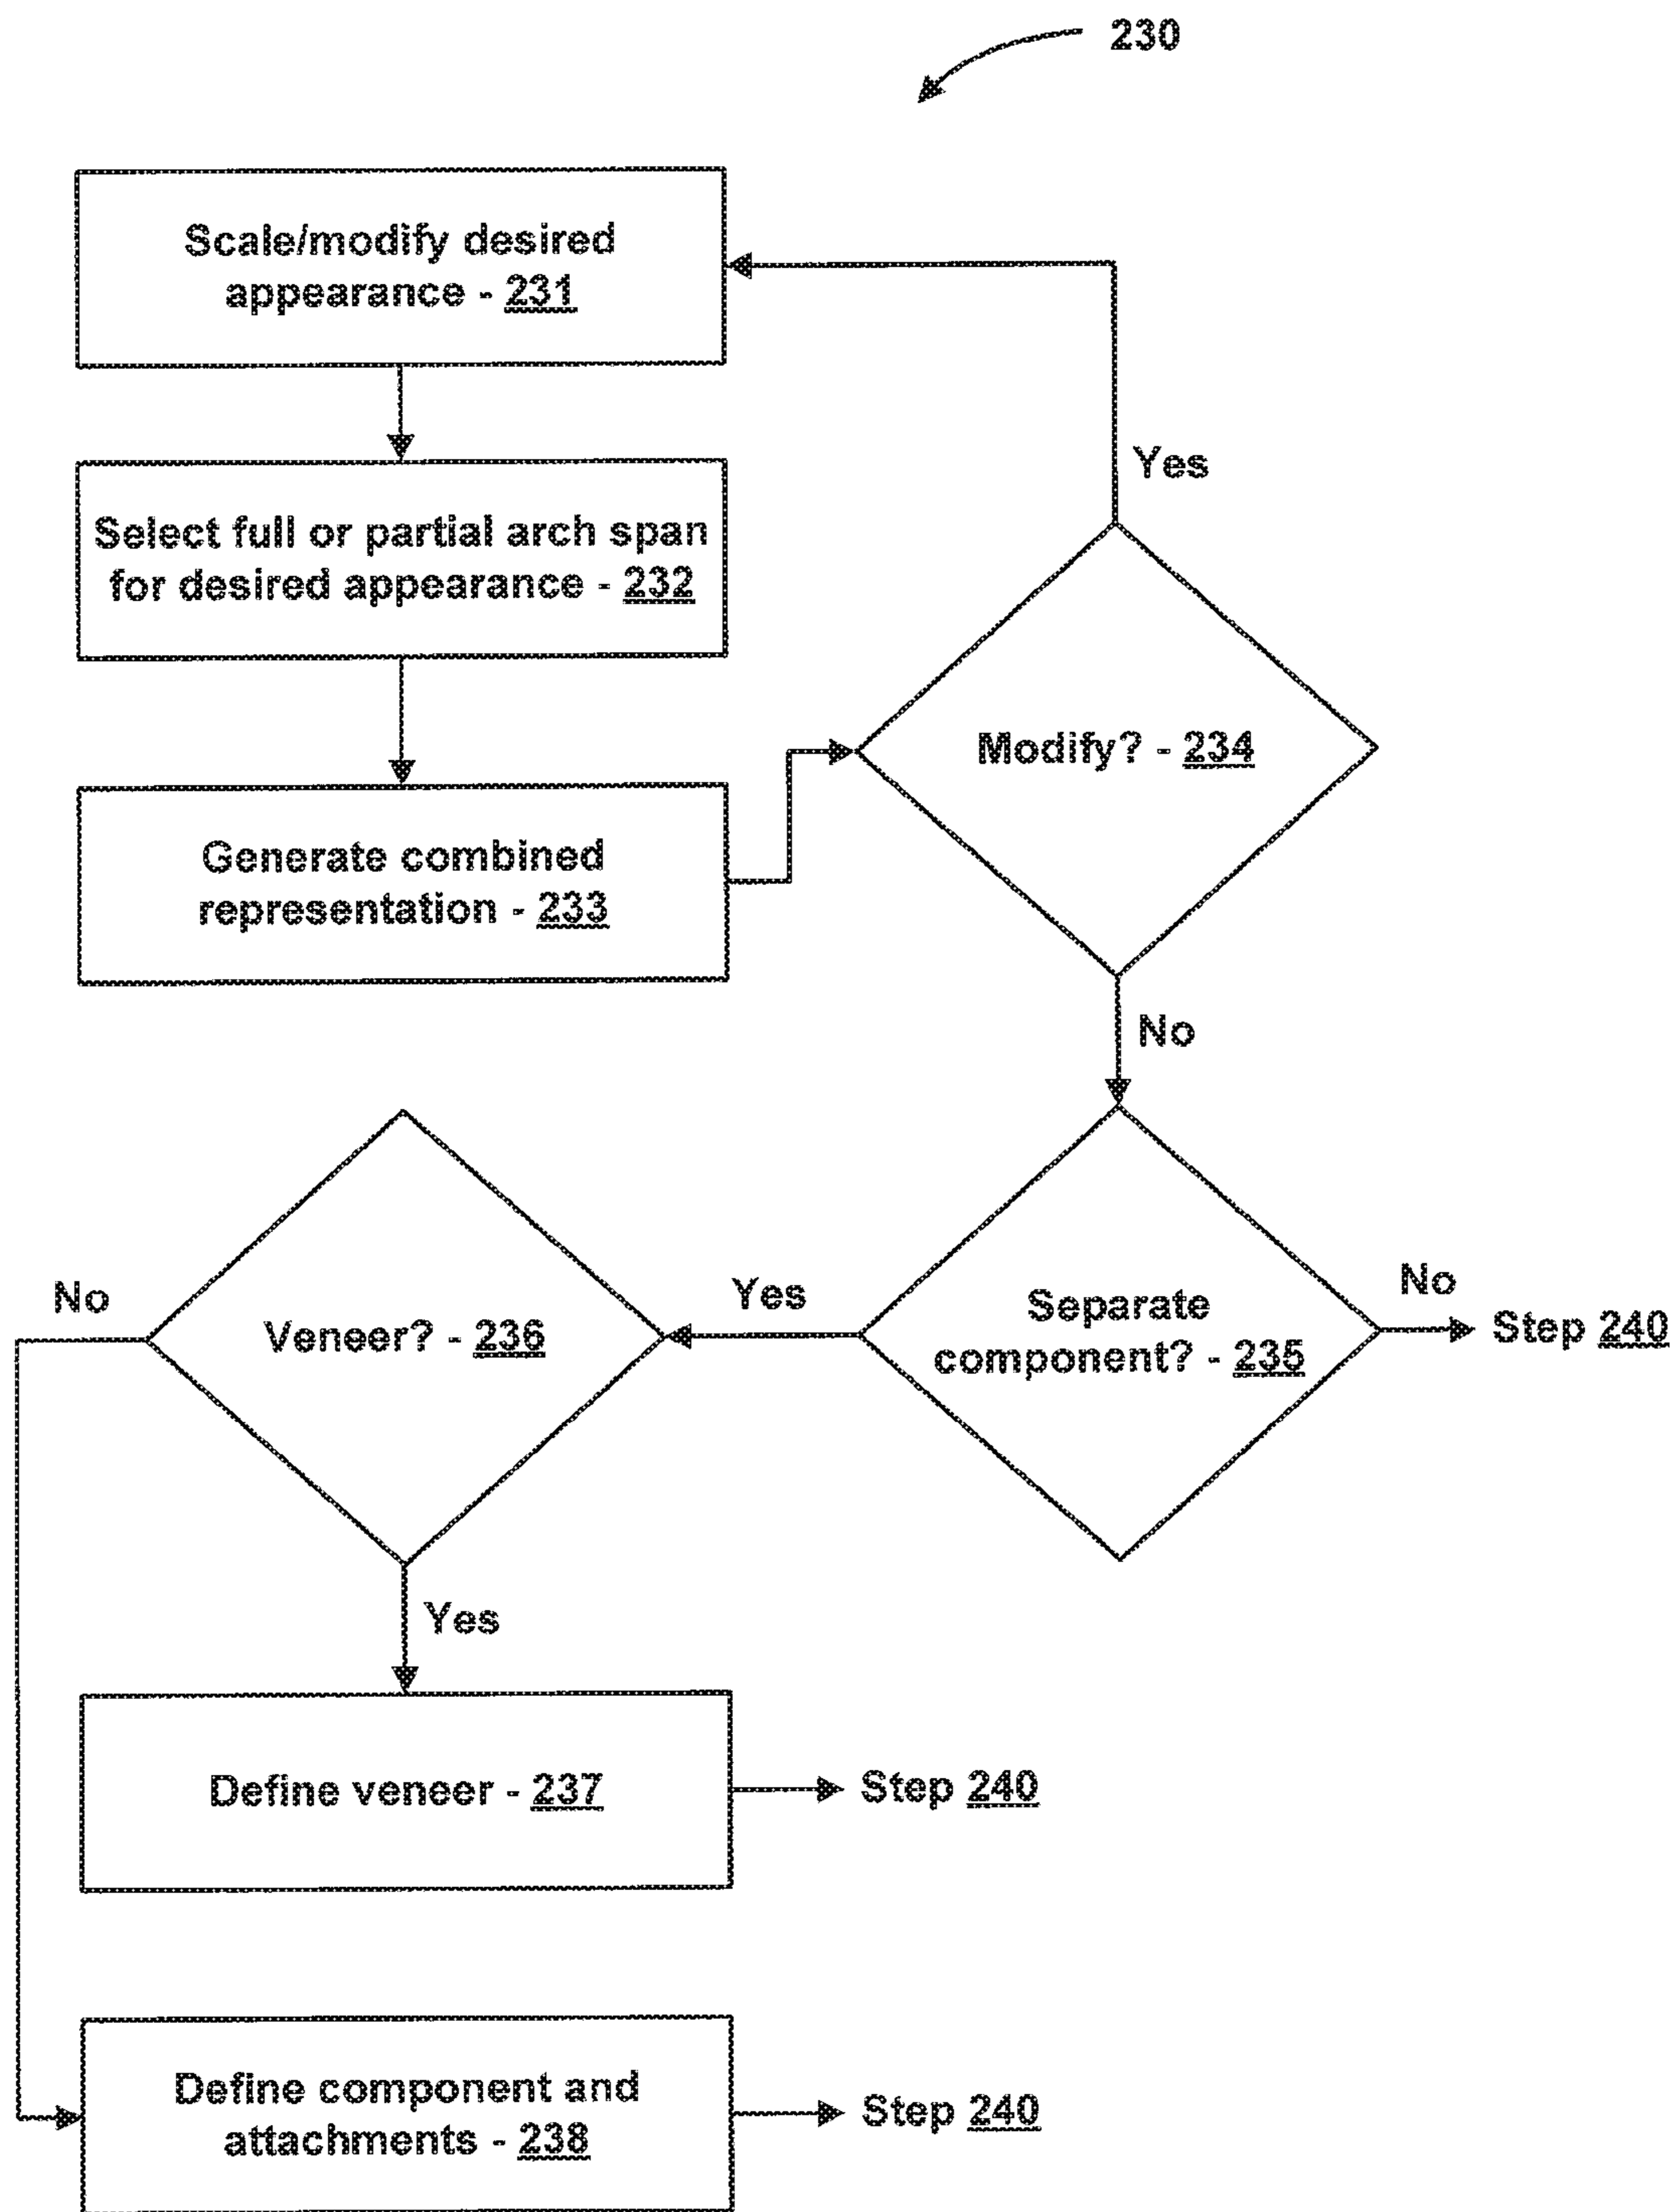 230
Scale/modify desired
appearance - 231
Yes
Select full or partial arch span
for desired appearance - 232
Modify? - 234
Generate combined
representation - 233
No
No
Veneer? - 236
Yes
Separate
component? - 235
No
Step 240
Yes
Define veneer - 237
Step 240
Define component and
attachments - 238
Step 240